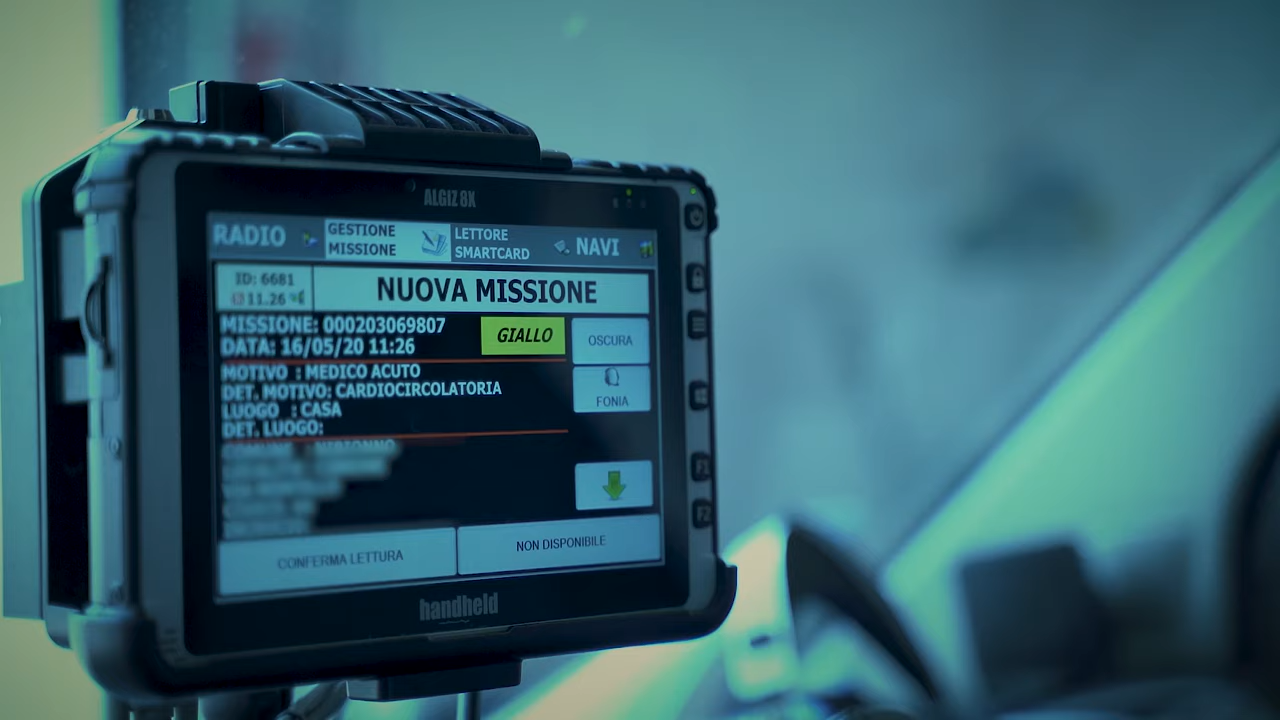 ALGIZ 8X
RADIO
GESTIONE
MISSIONE
LETTORE
SMARTCARD
NAVI
ID: 6681
11.26
NUOVA MISSIONE
MISSIONE: 000203069807
DATA: 16/05/20 11:26
GIALLO
OSCURA
MOTIVO : MEDICO ACUTO
DET. MOTIVO: CARDIOCIRCOLATORIA
LUOGO : CASA
DET. LUOGO:
FONIA
CONFERMA LETTURA
NON DISPONIBILE
F1
F2
handheld